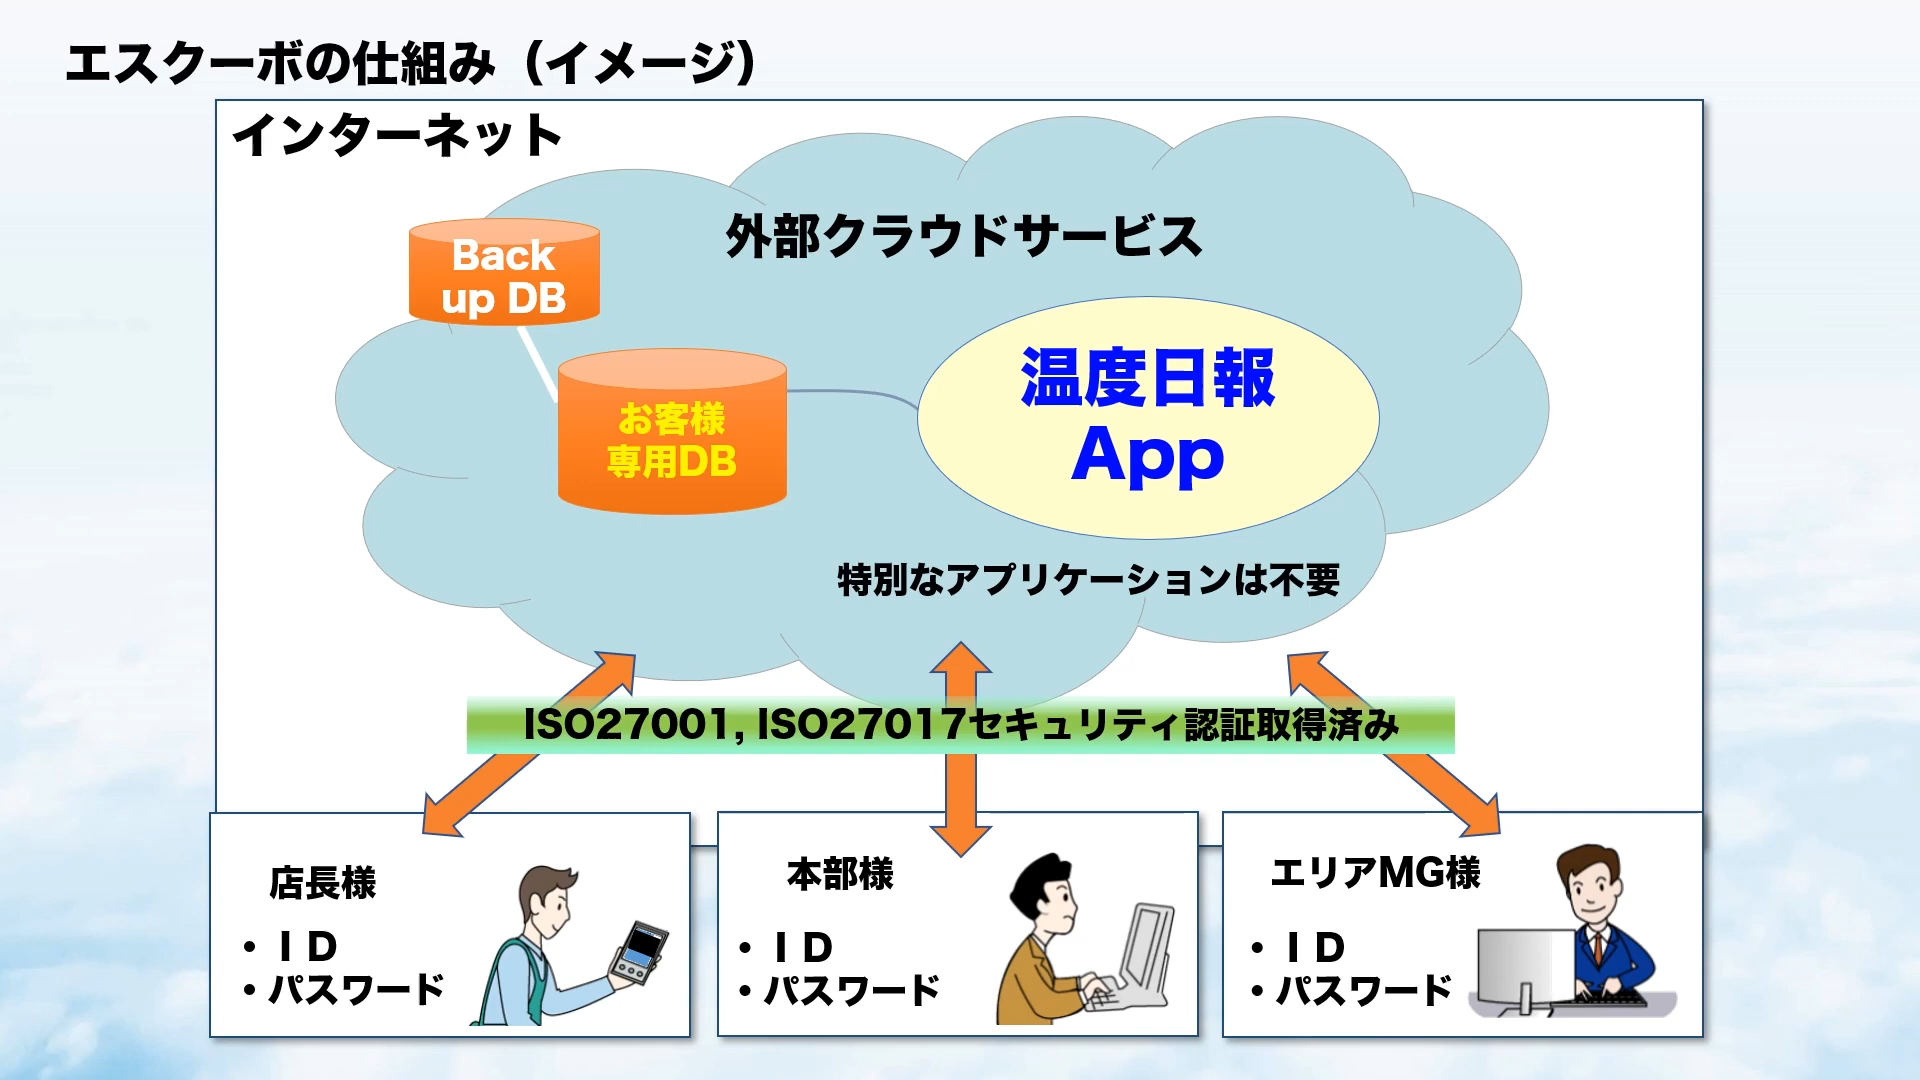 エスクーボの仕組み（イメージ）
インターネット
外部クラウドサービス
Back
up DB
お客様
専用DB
温度日報
App
特別なアプリケーションは不要
ISO27001, ISO27017セキュリティ認証取得済み
店長様
・ＩＤ
・パスワード
本部様
・ＩＤ
・パスワード
エリアMG様
・ＩＤ
・パスワード